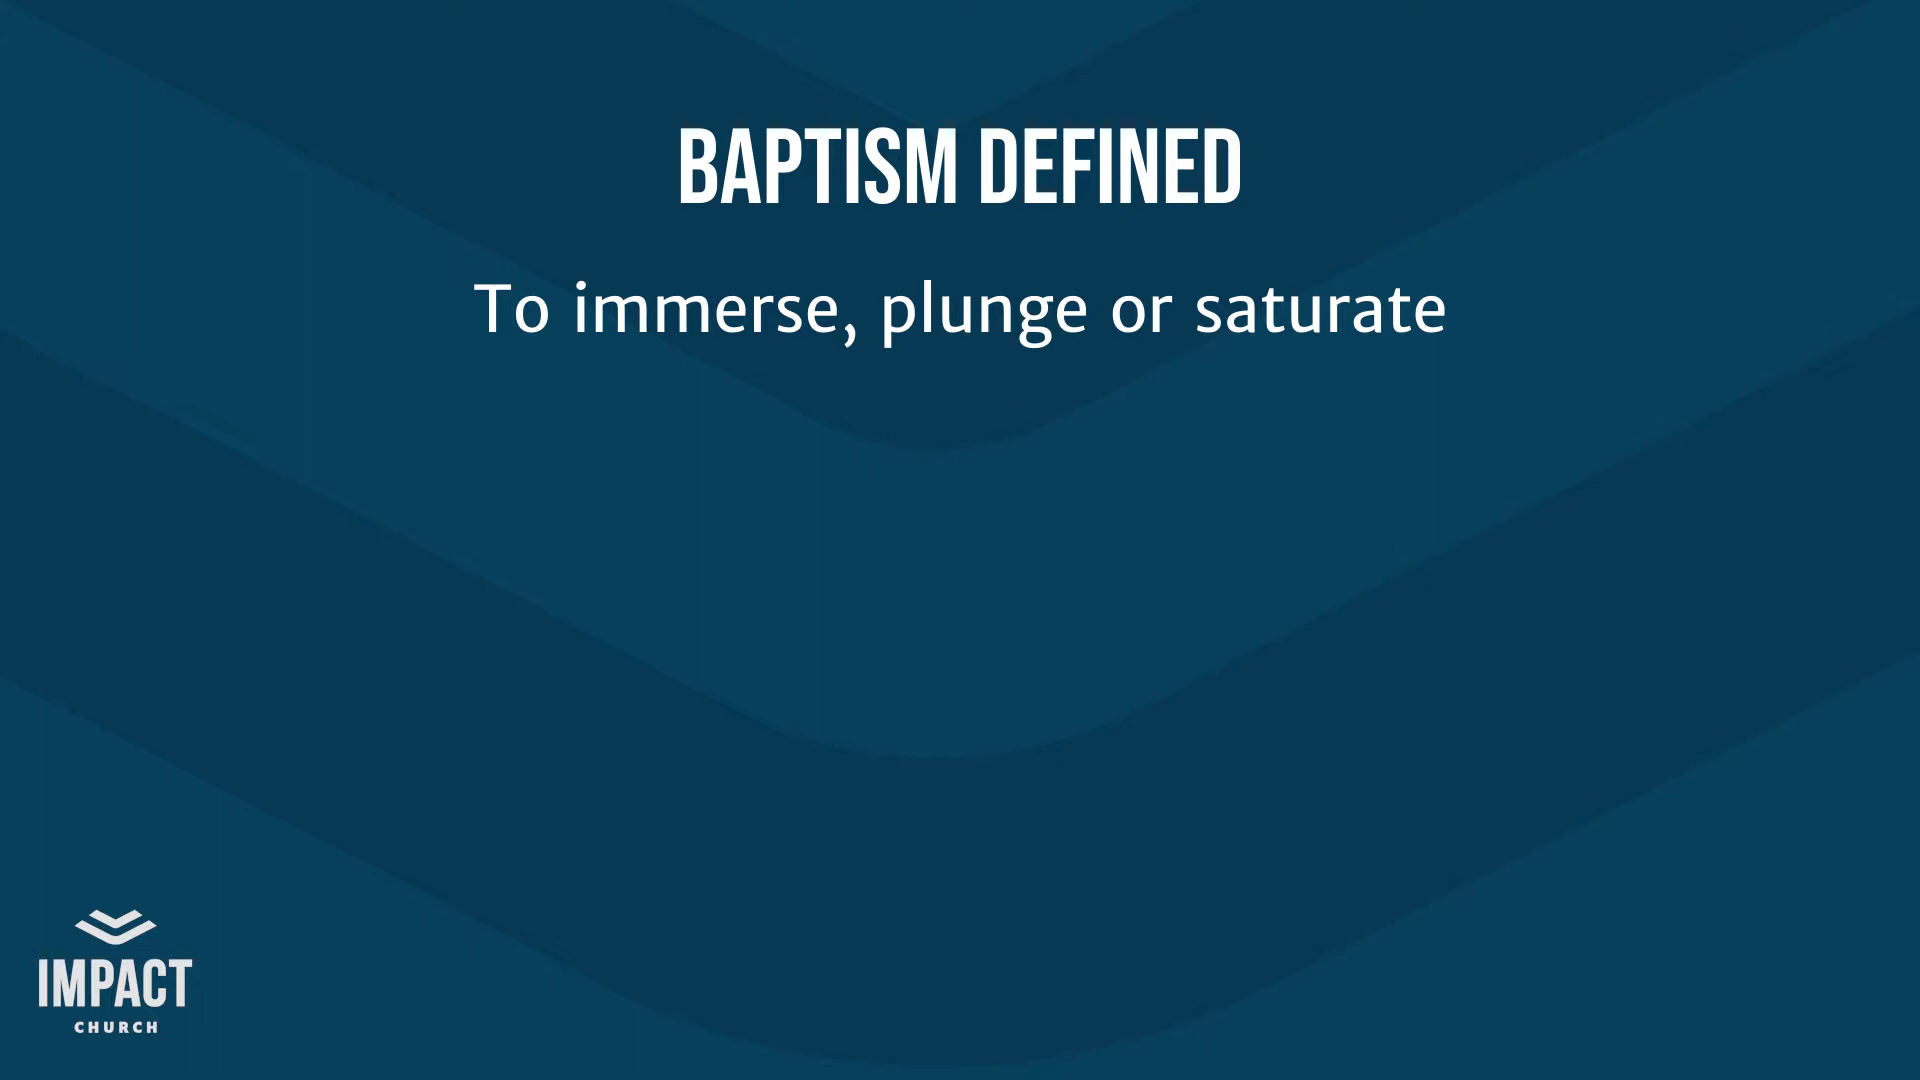 BAPTISM DEFINED
To immerse, plunge or saturate
IMPACT
CHURCH